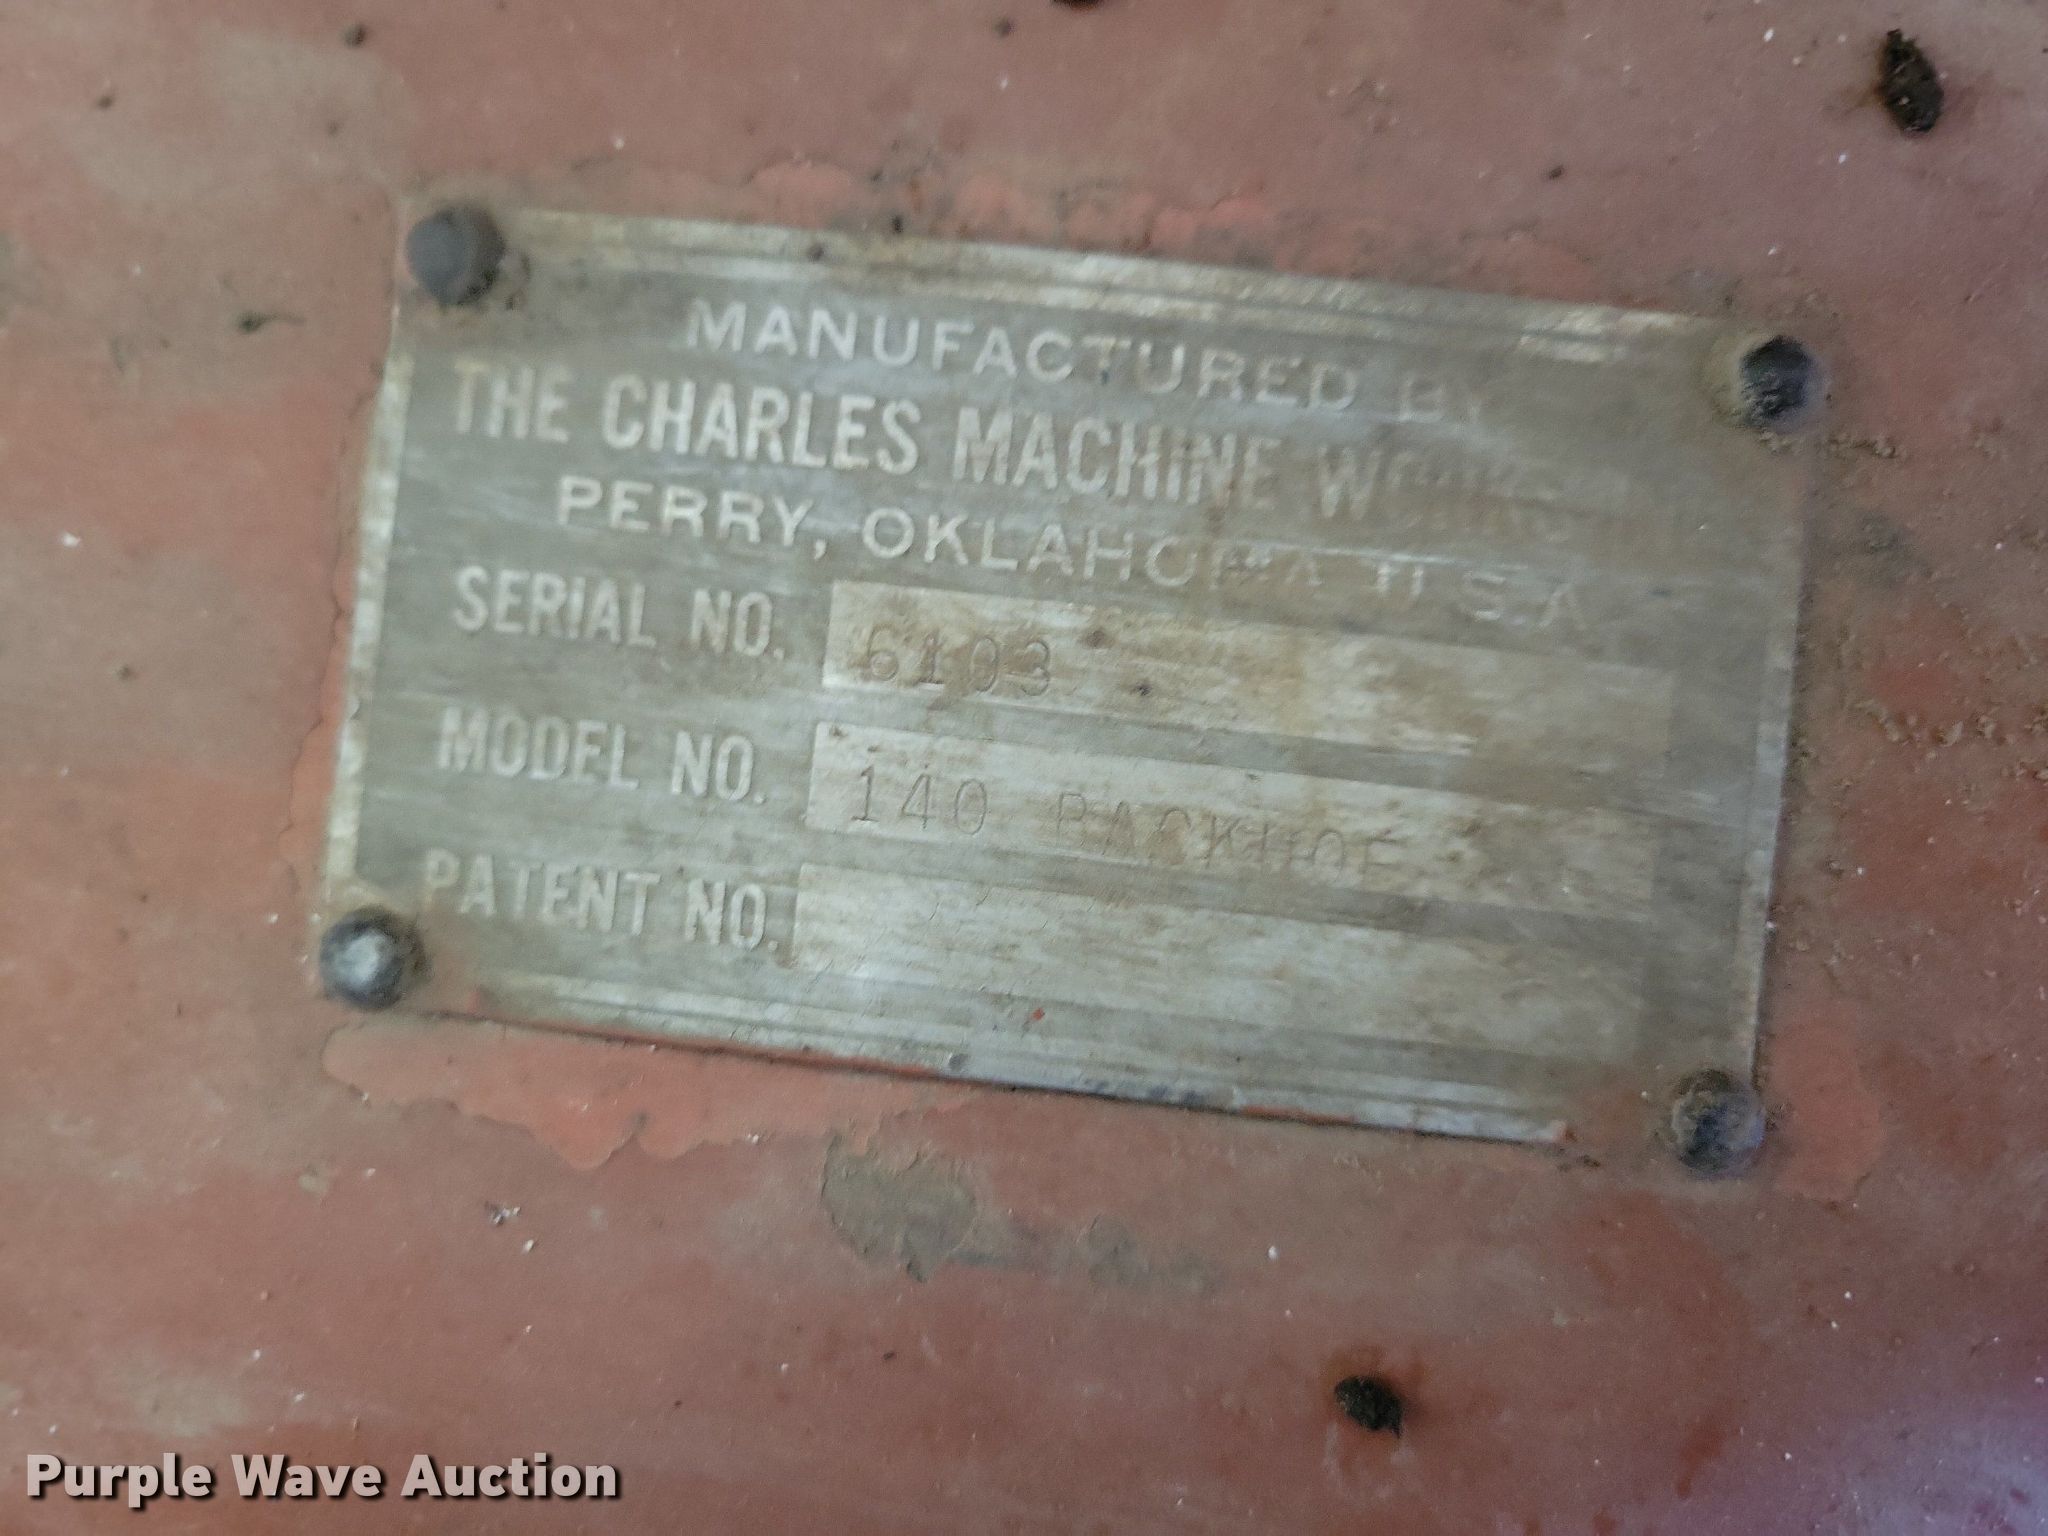 MANUFACTURED BY
THE CHARLES MACHINE WORKS
PERRY, OKLAHOMA U.S.A
SERIAL NO. 6103
MODEL NO. 140 BACKHOE
PATENT NO.
Purple Wave Auction